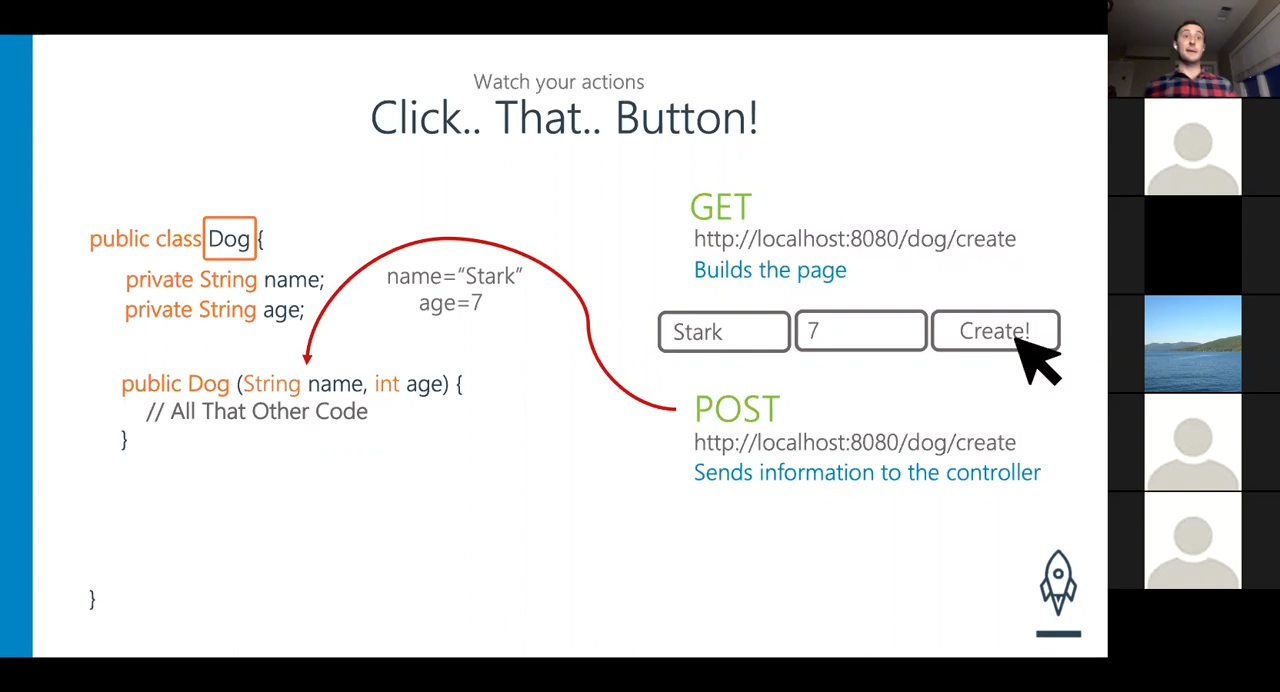 Watch your actions
Click.. That.. Button!
public class Dog {
private String name;
private String age;
name=“Stark”
age=7
public Dog (String name, int age) {
// All That Other Code
}
}
GET
http://localhost:8080/dog/create
Builds the page
Stark
7
Create!
POST
http://localhost:8080/dog/create
Sends information to the controller